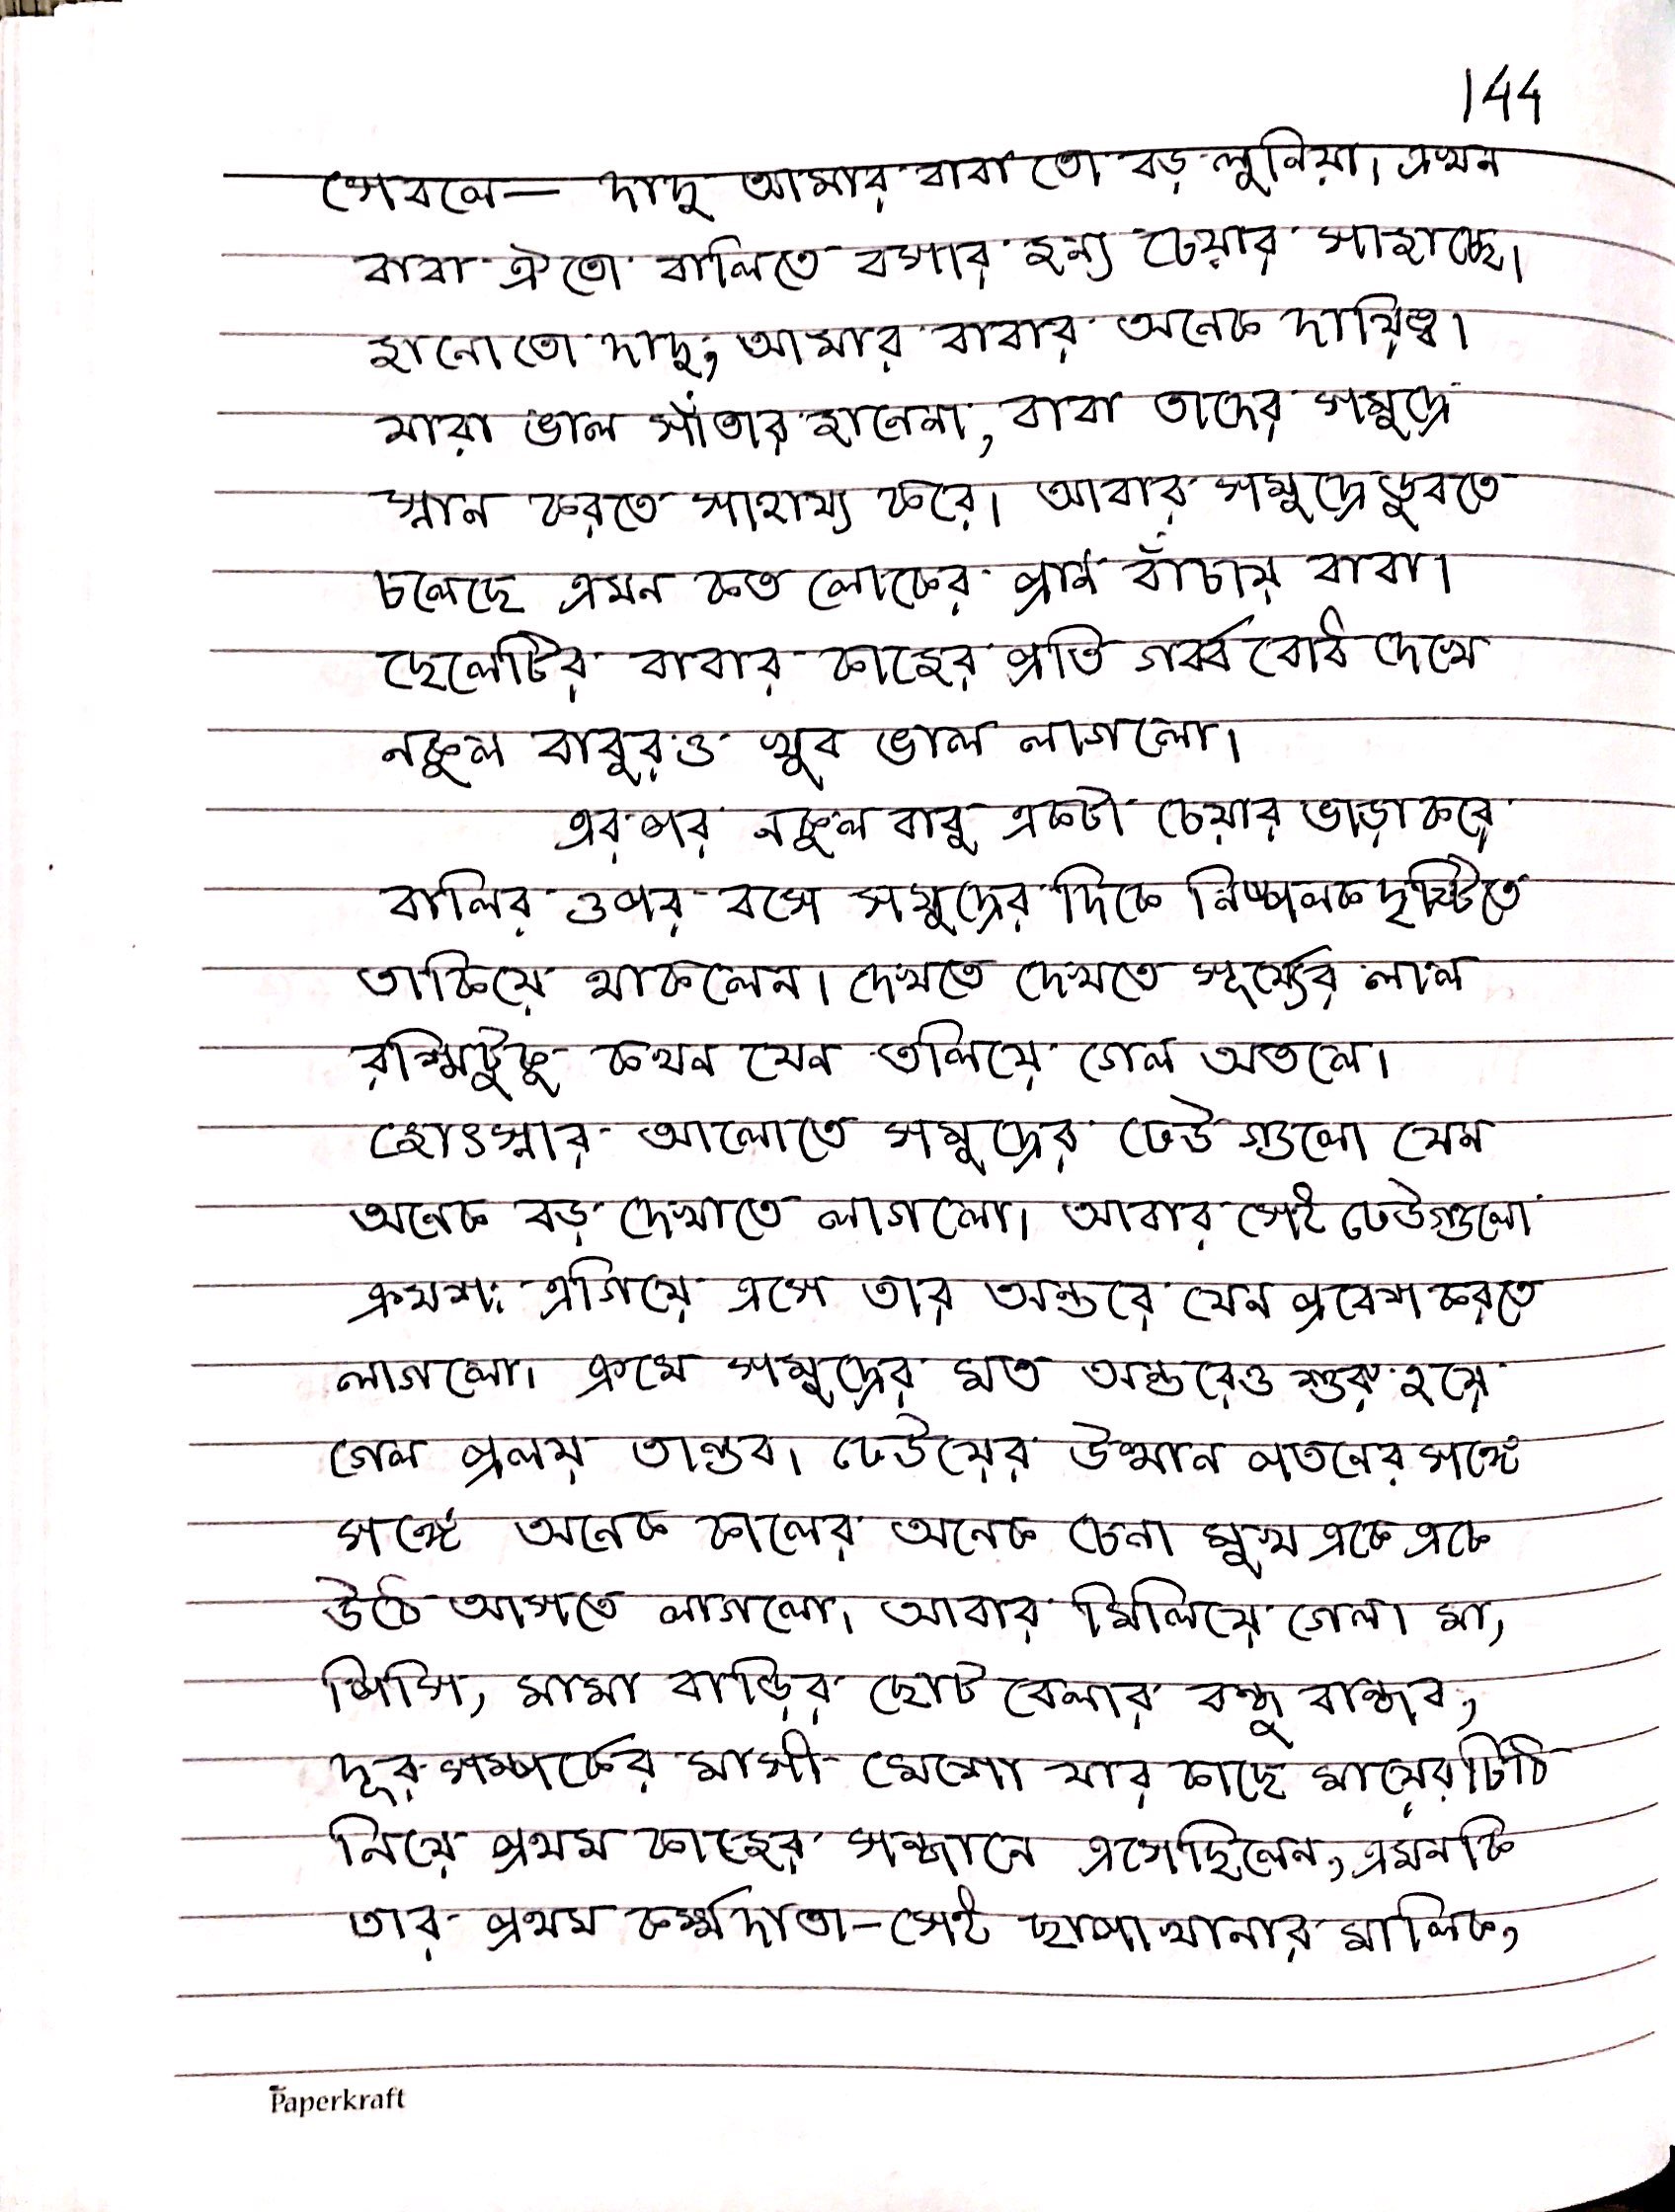 144
সে বলে— দাদু আমার বাবা তো বড় লুনিয়া। এখন
বাবা ঐতো বালিতে বসার জন্য চেয়ার সাজাচ্ছে।
জানোতো দাদু, আমার বাবার অনেক দায়িত্ব।
যারা ভাল সাঁতার জানেনা, বাবা তাদের সমুদ্রে
স্নান করতে সাহায্য করে। আবার সমুদ্রে ডুবতে
চলেছে এমন কত লোকের প্রাণ বাঁচায় বাবা।
ছেলেটির বাবার কাজের প্রতি গর্ব্ব বোধ দেখে
নকুল বাবুরও খুব ভাল লাগলো।
এর পর নকুল বাবু একটা চেয়ার ভাড়া করে
বালির ওপর বসে সমুদ্রের দিকে নিষ্পলক দৃষ্টিতে
তাকিয়ে থাকলেন। দেখতে দেখতে সূর্য্যের লাল
রশ্মিটুকু কখন যেন তলিয়ে গেল অতলে।
জোৎস্নার আলোতে সমুদ্রের ঢেউ গুলো যেন
অনেক বড় দেখাতে লাগলো। আবার সেই ঢেউগুলো
ক্রমশ: এগিয়ে এসে তার অন্তরে যেন প্রবেশ করতে
লাগলো। ক্রমে সমুদ্রের মত অন্তরেও শুরু হয়ে
গেল প্রলয় তান্ডব। ঢেউয়ের উত্থান পতনের সঙ্গে
সঙ্গে অনেক কালের অনেক চেনা মুখ একে একে
উঠে আসতে লাগলো। আবার মিলিয়ে গেল। মা,
পিসি, মামা বাড়ির ছোট বেলার বন্ধু বান্ধব,
দূর সম্পর্কের মাসী মেশো যার কাছে মায়ের চিঠি
নিয়ে প্রথম কাজের সন্ধানে এসেছিলেন, এমনকি
তার প্রথম কর্ম্মদাতা-সেই ছাপাখানার মালিক,
Paperkraft